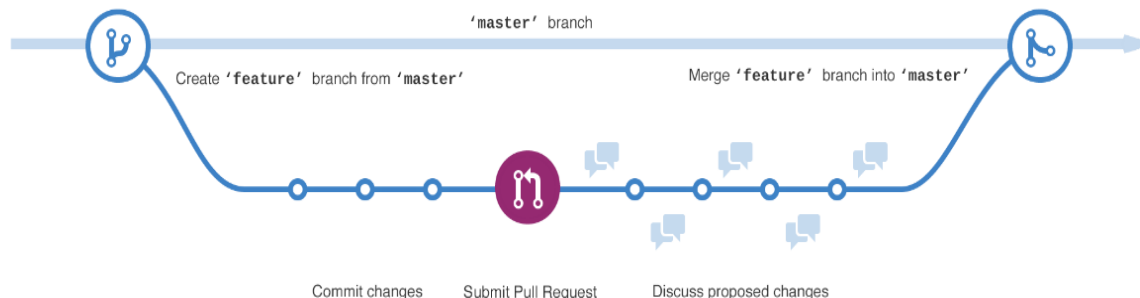 ‘master’ branch
Create ‘feature’ branch from ‘master’
Merge ‘feature’ branch into ‘master’
Commit changes
Submit Pull Request
Discuss proposed changes